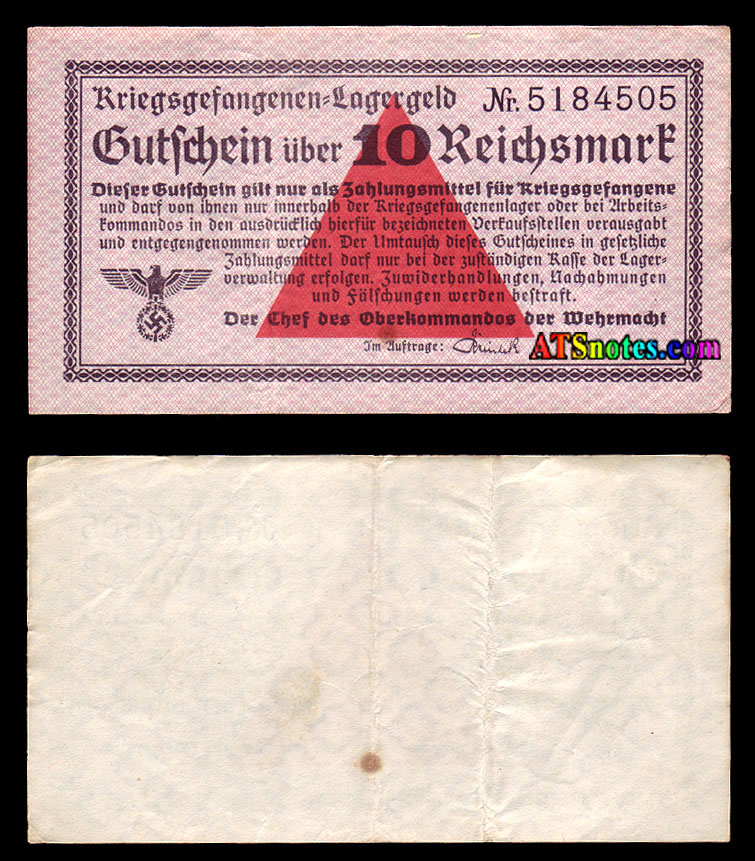 Kriegsgefangenen=Lagergeld Nr. 5184505
Gutschein über 10 Reichsmark
Dieser Gutschein gilt nur als Zahlungsmittel für Kriegsgefangene
und darf von ihnen nur innerhalb der Kriegsgefangenenlager oder bei Arbeits-
kommandos in den ausdrücklich hierfür bezeichneten Verkaufsstellen verausgabt
und entgegengenommen werden. Der Umtausch dieses Gutscheines in gesetzliche
Zahlungsmittel darf nur bei der zuständigen Kasse der Lager-
verwaltung erfolgen. Zuwiderhandlungen, Nachahmungen
und Fälschungen werden bestraft.
Der Chef des Oberkommandos der Wehrmacht
Im Auftrage:
ATSnotes.com